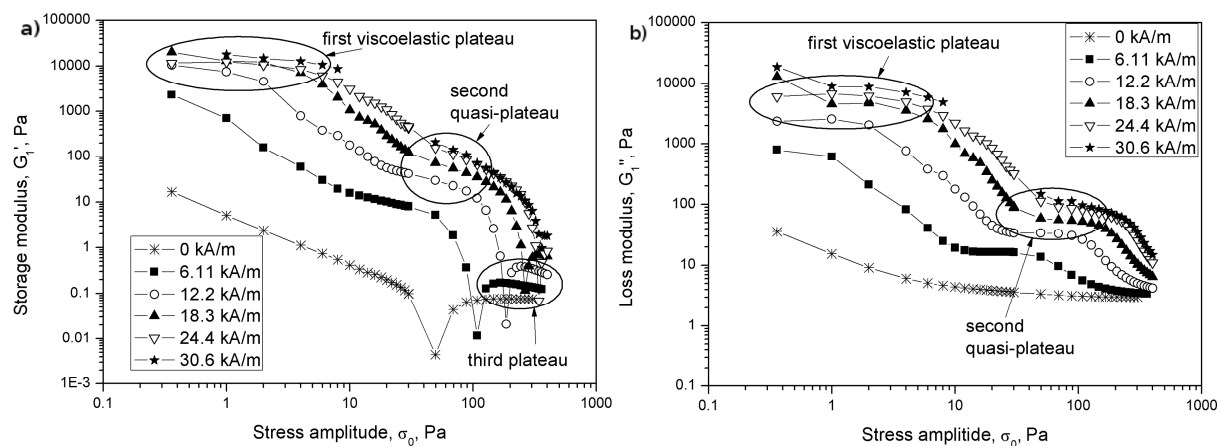 a)
100000
10000
1000
100
10
1
0.1
0.01
1E-3
Storage modulus, G₁', Pa
first viscoelastic plateau
second
quasi-plateau
third plateau
0 kA/m
6.11 kA/m
12.2 kA/m
18.3 kA/m
24.4 kA/m
30.6 kA/m
0.1
1
10
100
1000
Stress amplitude, σ₀, Pa
b)
100000
10000
1000
100
10
1
0.1
Loss modulus, G₁'', Pa
first viscoelastic plateau
second
quasi-plateau
0 kA/m
6.11 kA/m
12.2 kA/m
18.3 kA/m
24.4 kA/m
30.6 kA/m
0.1
1
10
100
1000
Stress amplitide, σ₀, Pa